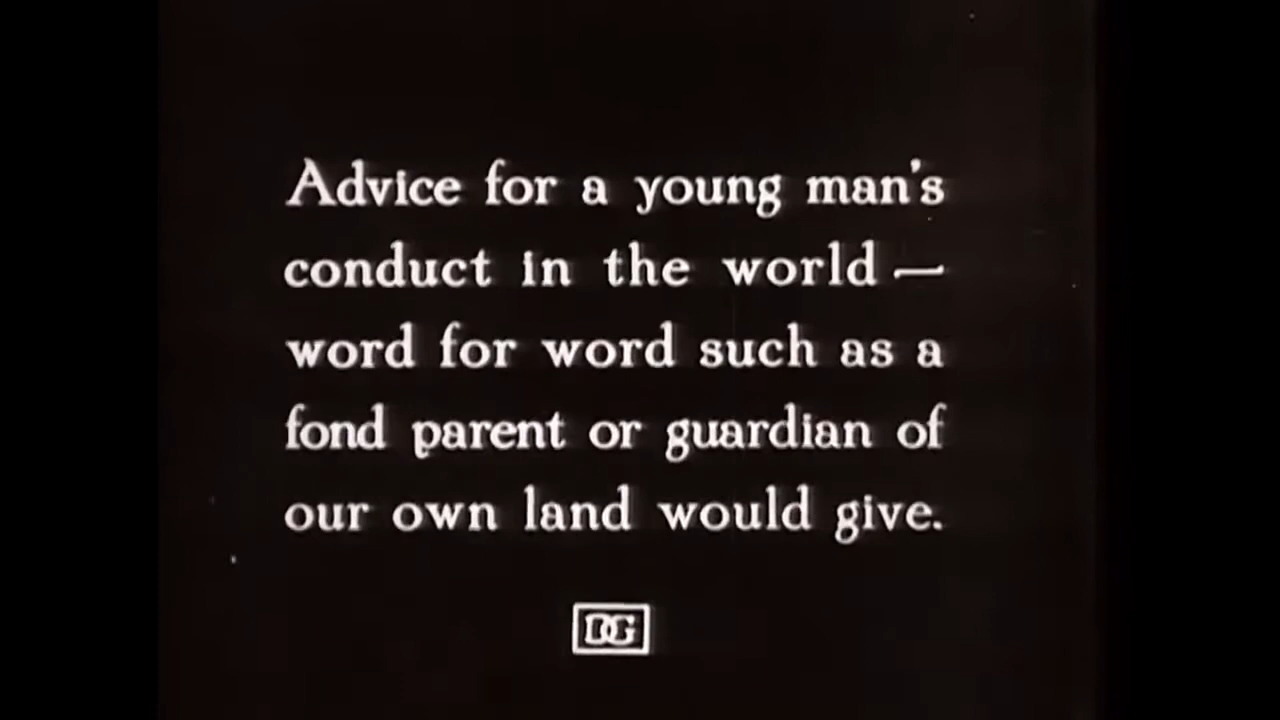 Advice for a young man's
conduct in the world —
word for word such as a
fond parent or guardian of
our own land would give.
DG